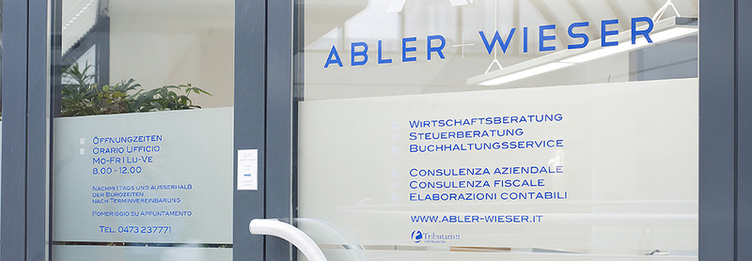 ABLER WIESER
ÖFFNUNGZEITEN
ORARIO UFFICIO
MO-FR | LU-VE
8.00 - 12.00
NACHMITTAGS UND AUSSERHALB
DER BÜROZEITEN
NACH TERMINVEREINBARUNG
POMERIGGIO SU APPUNTAMENTO
TEL. 0473 237771
WIRTSCHAFTSBERATUNG
STEUERBERATUNG
BUCHHALTUNGSSERVICE
CONSULENZA AZIENDALE
CONSULENZA FISCALE
ELABORAZIONI CONTABILI
WWW.ABLER-WIESER.IT
Tributaristi